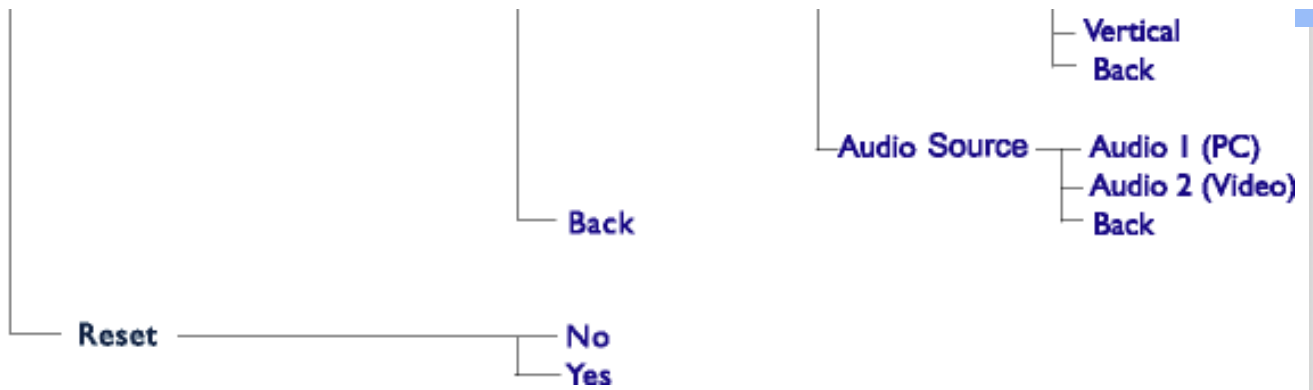 Vertical
Back
Audio Source Audio 1 (PC)
Audio 2 (Video)
Back Back
Reset No
Yes